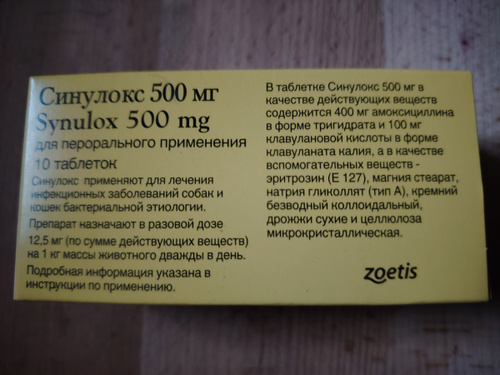 Синулокс 500 мг
Synulox 500 mg
для перорального применения
10 таблеток
Синулокс применяют для лечения
инфекционных заболеваний собак и
кошек бактериальной этиологии.
Препарат назначают в разовой дозе
12,5 мг (по сумме действующих веществ)
на 1 кг массы животного дважды в день.
Подробная информация указана в
инструкции по применению.
В таблетке Синулокс 500 мг в
качестве действующих веществ
содержится 400 мг амоксициллина
в форме тригидрата и 100 мг
клавулановой кислоты в форме
клавуланата калия, а в качестве
вспомогательных веществ -
эритрозин (Е 127), магния стеарат,
натрия гликоллят (тип А), кремний
безводный коллоидальный,
дрожжи сухие и целлюлоза
микрокристаллическая.
zoetis